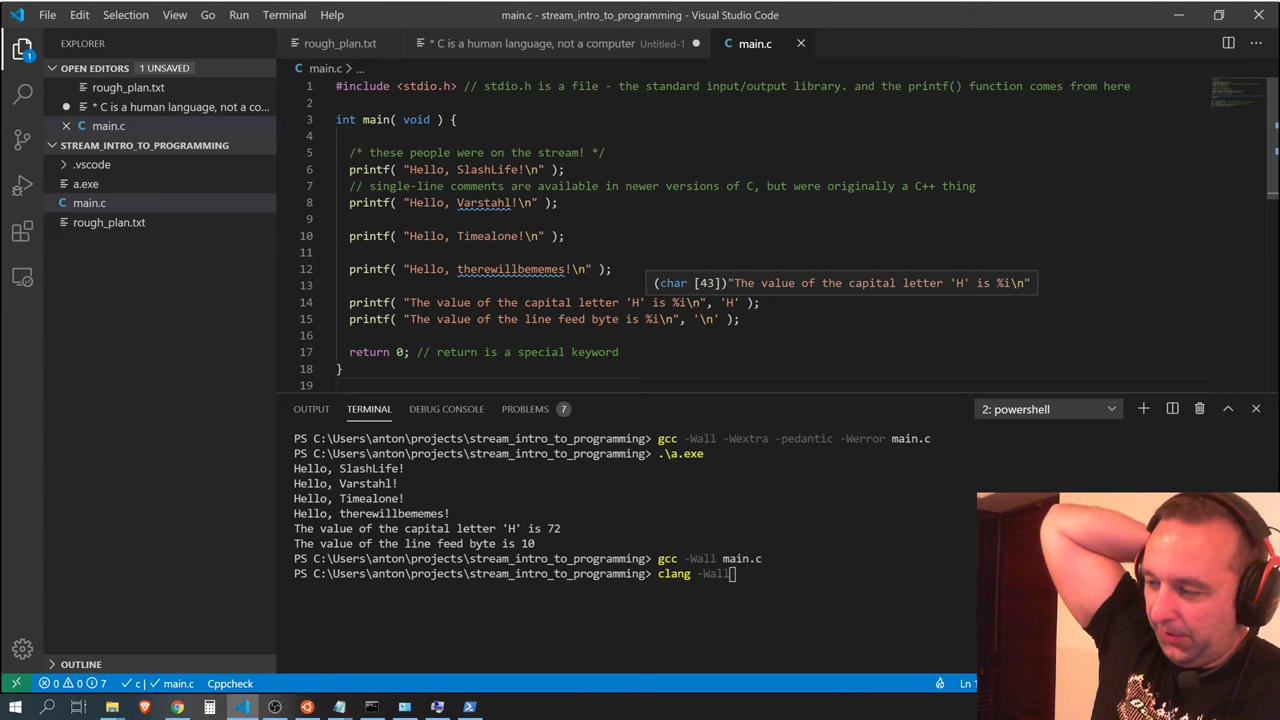 File Edit Selection View Go Run Terminal Help
main.c - stream_intro_to_programming - Visual Studio Code
EXPLORER
OPEN EDITORS 1 UNSAVED
rough_plan.txt
* C is a human language, not a co...
main.c
STREAM_INTRO_TO_PROGRAMMING
.vscode
a.exe
main.c
rough_plan.txt
OUTLINE
1
rough_plan.txt
* C is a human language, not a computer Untitled-1
C main.c
C main.c > ...
1 #include <stdio.h> // stdio.h is a file - the standard input/output library. and the printf() function comes from here
2
3 int main( void ) {
4
5 /* these people were on the stream! */
6 printf( "Hello, SlashLife!\n" );
7 // single-line comments are available in newer versions of C, but were originally a C++ thing
8 printf( "Hello, Varstahl!\n" );
9
10 printf( "Hello, Timealone!\n" );
11
12 printf( "Hello, therewillbememes!\n" );
13
(char [43])"The value of the capital letter 'H' is %i\n"
14 printf( "The value of the capital letter 'H' is %i\n", 'H' );
15 printf( "The value of the line feed byte is %i\n", '\n' );
16
17 return 0; // return is a special keyword
18 }
19
OUTPUT TERMINAL DEBUG CONSOLE PROBLEMS 7
2: powershell
PS C:\Users\anton\projects\stream_intro_to_programming> gcc -Wall -Wextra -pedantic -Werror main.c
PS C:\Users\anton\projects\stream_intro_to_programming> .\a.exe
Hello, SlashLife!
Hello, Varstahl!
Hello, Timealone!
Hello, therewillbememes!
The value of the capital letter 'H' is 72
The value of the line feed byte is 10
PS C:\Users\anton\projects\stream_intro_to_programming> gcc -Wall main.c
PS C:\Users\anton\projects\stream_intro_to_programming> clang -Wall
0 0 7 c | main.c Cppcheck
Ln 1